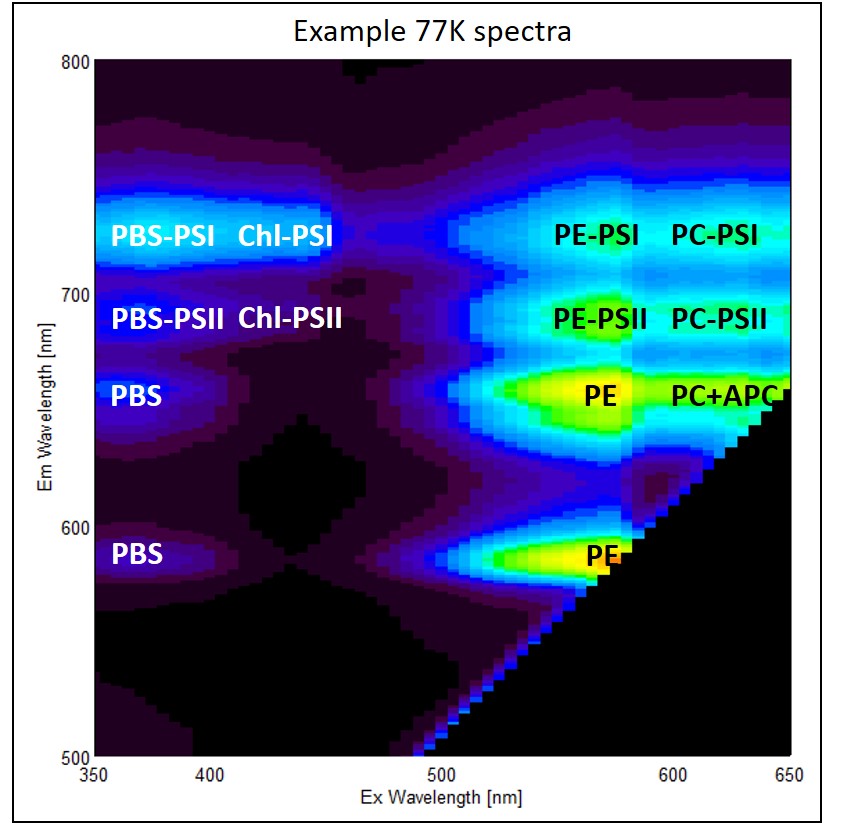 Example 77K spectra
800
PBS-PSI Chl-PSI PE-PSI PC-PSI
700
PBS-PSII Chl-PSII PE-PSII PC-PSII
PBS PE PC+APC
600
PBS PE
500
350 400 500 600 650
Ex Wavelength [nm]
Em Wavelength [nm]